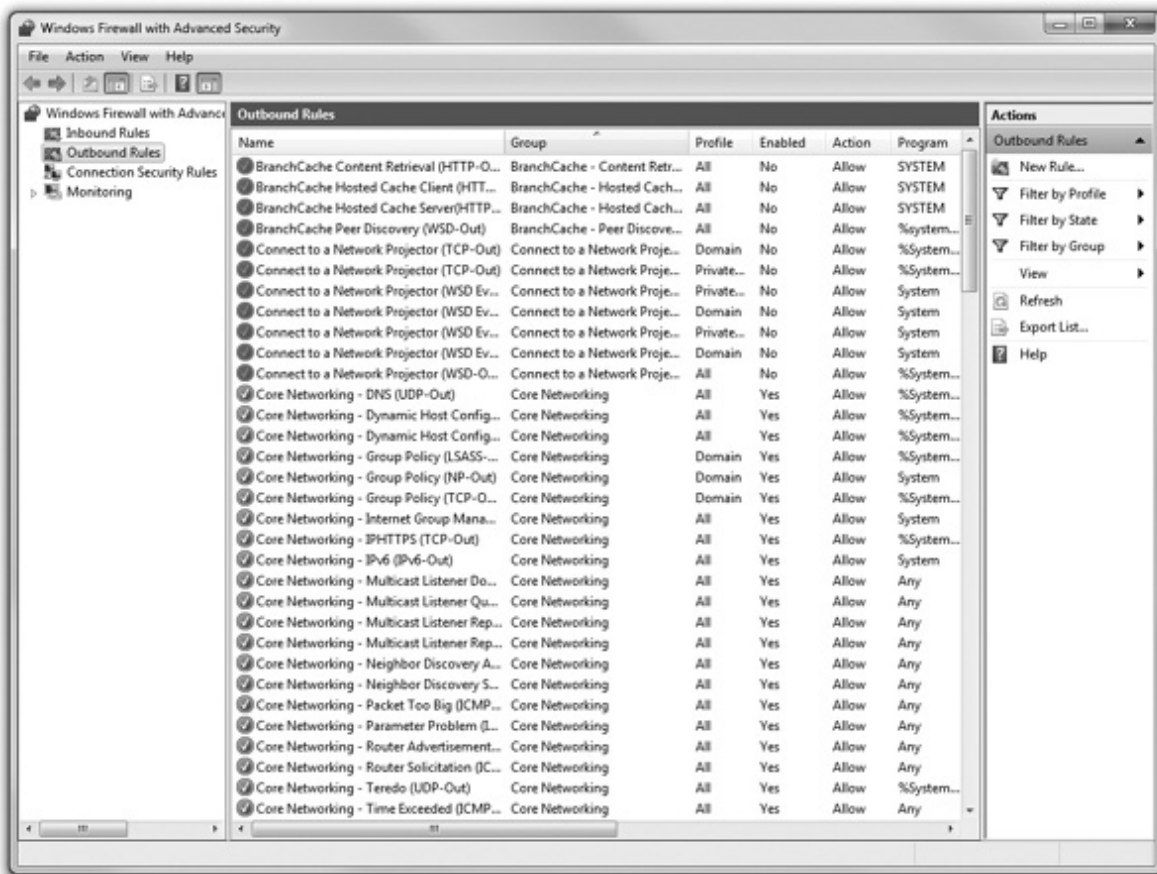 Windows Firewall with Advanced Security
File Action View Help
Windows Firewall with Advance
Inbound Rules
Outbound Rules
Connection Security Rules
Monitoring
Outbound Rules
Name Group Profile Enabled Action Program
BranchCache Content Retrieval (HTTP-O... BranchCache - Content Retr... All No Allow SYSTEM
BranchCache Hosted Cache Client (HTT... BranchCache - Hosted Cach... All No Allow SYSTEM
BranchCache Hosted Cache Server(HTTP... BranchCache - Hosted Cach... All No Allow SYSTEM
BranchCache Peer Discovery (WSD-Out) BranchCache - Peer Discove... All No Allow %system...
Connect to a Network Projector (TCP-Out) Connect to a Network Proje... Domain No Allow %System...
Connect to a Network Projector (TCP-Out) Connect to a Network Proje... Private... No Allow %System...
Connect to a Network Projector (WSD Ev... Connect to a Network Proje... Private... No Allow System
Connect to a Network Projector (WSD Ev... Connect to a Network Proje... Domain No Allow System
Connect to a Network Projector (WSD Ev... Connect to a Network Proje... Private... No Allow System
Connect to a Network Projector (WSD Ev... Connect to a Network Proje... Domain No Allow System
Connect to a Network Projector (WSD-O... Connect to a Network Proje... All No Allow %System...
Core Networking - DNS (UDP-Out) Core Networking All Yes Allow %System...
Core Networking - Dynamic Host Config... Core Networking All Yes Allow %System...
Core Networking - Dynamic Host Config... Core Networking All Yes Allow %System...
Core Networking - Group Policy (LSASS-... Core Networking Domain Yes Allow %System...
Core Networking - Group Policy (NP-Out) Core Networking Domain Yes Allow System
Core Networking - Group Policy (TCP-O... Core Networking Domain Yes Allow %System...
Core Networking - Internet Group Mana... Core Networking All Yes Allow System
Core Networking - IPHTTPS (TCP-Out) Core Networking All Yes Allow %System...
Core Networking - IPv6 (IPv6-Out) Core Networking All Yes Allow System
Core Networking - Multicast Listener Do... Core Networking All Yes Allow Any
Core Networking - Multicast Listener Qu... Core Networking All Yes Allow Any
Core Networking - Multicast Listener Rep... Core Networking All Yes Allow Any
Core Networking - Multicast Listener Rep... Core Networking All Yes Allow Any
Core Networking - Neighbor Discovery A... Core Networking All Yes Allow Any
Core Networking - Neighbor Discovery S... Core Networking All Yes Allow Any
Core Networking - Packet Too Big (ICMP... Core Networking All Yes Allow Any
Core Networking - Parameter Problem (I... Core Networking All Yes Allow Any
Core Networking - Router Advertisement... Core Networking All Yes Allow Any
Core Networking - Router Solicitation (IC... Core Networking All Yes Allow Any
Core Networking - Teredo (UDP-Out) Core Networking All Yes Allow %System...
Core Networking - Time Exceeded (ICMP... Core Networking All Yes Allow Any
Actions
Outbound Rules
New Rule...
Filter by Profile
Filter by State
Filter by Group
View
Refresh
Export List...
Help